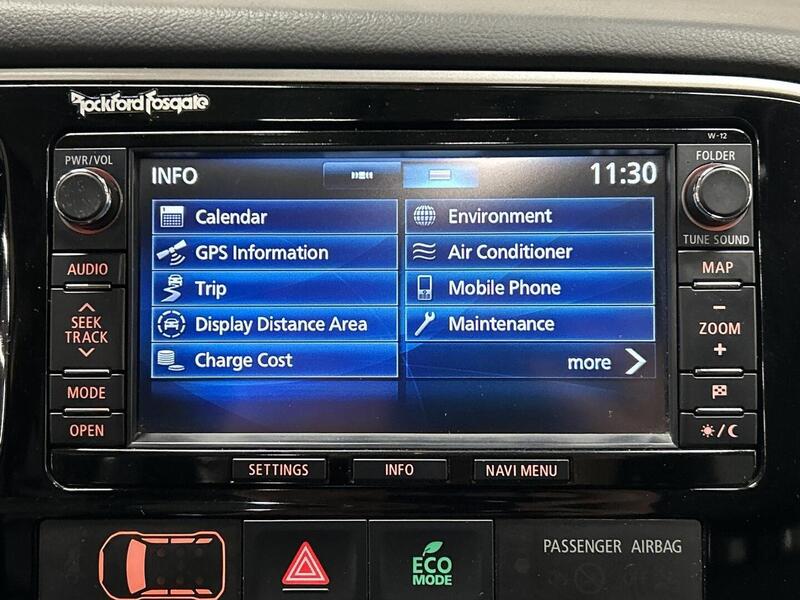 Rockford Fosgate
W-12
PWR/VOL
FOLDER
TUNE SOUND
INFO
11:30
Calendar
Environment
GPS Information
Air Conditioner
Trip
Mobile Phone
Display Distance Area
Maintenance
Charge Cost
more
AUDIO
SEEK
TRACK
MODE
OPEN
MAP
−
ZOOM
+
/
SETTINGS
INFO
NAVI MENU
ECO
MODE
PASSENGER AIRBAG